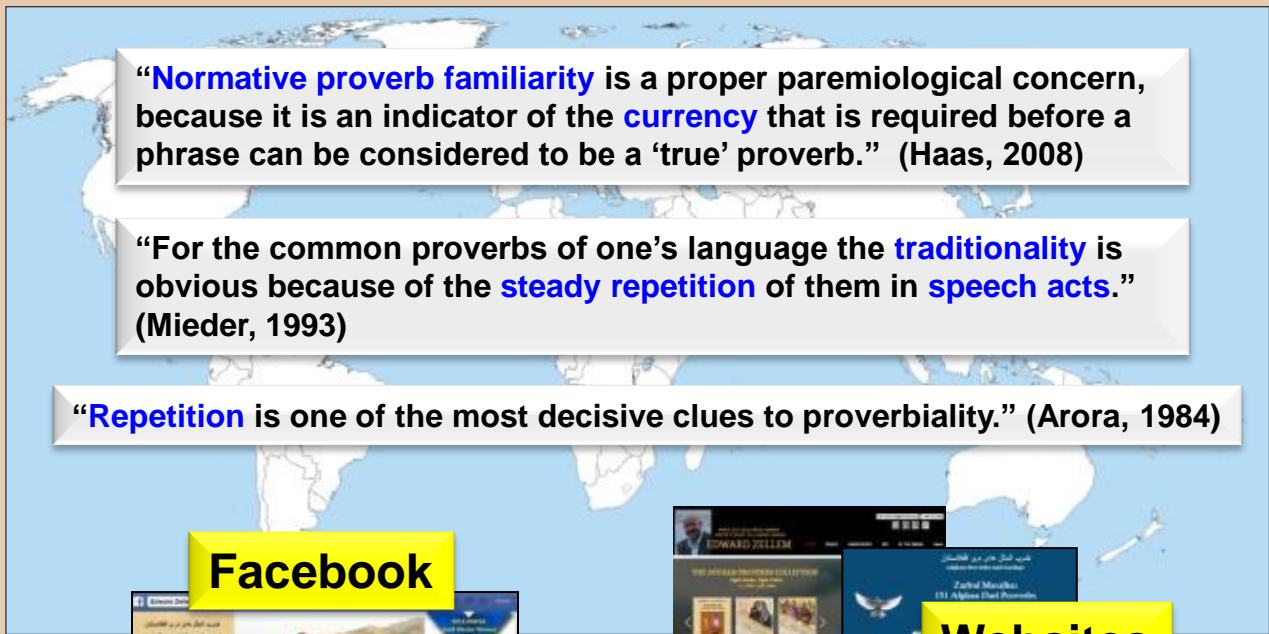 “Normative proverb familiarity is a proper paremiological concern,
because it is an indicator of the currency that is required before a
phrase can be considered to be a ‘true’ proverb.” (Haas, 2008)
“For the common proverbs of one’s language the traditionality is
obvious because of the steady repetition of them in speech acts.”
(Mieder, 1993)
“Repetition is one of the most decisive clues to proverbiality.” (Arora, 1984)
Facebook
EDWARD ZELLEM
THE AFGHAN PROVERBS COLLECTION
Zarbul Masalha:
151 Afghan Dari Proverbs
Websites